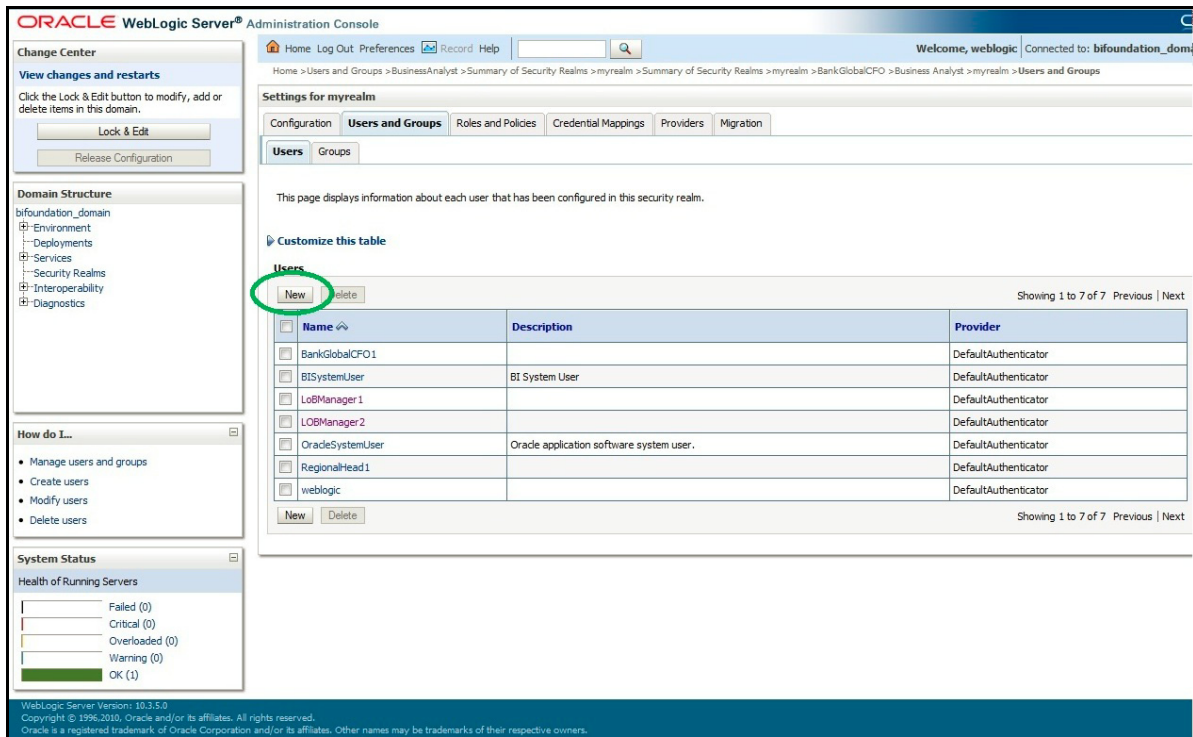 ORACLE WebLogic Server® Administration Console
Change Center
View changes and restarts
Click the Lock & Edit button to modify, add or
delete items in this domain.
Lock & Edit
Release Configuration
Domain Structure
bifoundation_domain
Environment
Deployments
Services
Security Realms
Interoperability
Diagnostics
How do I...
Manage users and groups
Create users
Modify users
Delete users
System Status
Health of Running Servers
Failed (0)
Critical (0)
Overloaded (0)
Warning (0)
OK (1)
Home Log Out Preferences Record Help
Welcome, weblogic Connected to: bifoundation_doma
Home >Users and Groups >BusinessAnalyst >Summary of Security Realms >myrealm >Summary of Security Realms >myrealm >BankGlobalCFO >Business Analyst >myrealm >Users and Groups
Settings for myrealm
Configuration Users and Groups Roles and Policies Credential Mappings Providers Migration
Users Groups
This page displays information about each user that has been configured in this security realm.
Customize this table
Users
New Delete Showing 1 to 7 of 7 Previous | Next
Name Description Provider
BankGlobalCFO1 DefaultAuthenticator
BISystemUser BI System User DefaultAuthenticator
LoBManager1 DefaultAuthenticator
LOBManager2 DefaultAuthenticator
OracleSystemUser Oracle application software system user. DefaultAuthenticator
RegionalHead1 DefaultAuthenticator
weblogic DefaultAuthenticator
New Delete Showing 1 to 7 of 7 Previous | Next
WebLogic Server Version: 10.3.5.0
Copyright © 1996,2010, Oracle and/or its affiliates. All rights reserved.
Oracle is a registered trademark of Oracle Corporation and/or its affiliates. Other names may be trademarks of their respective owners.